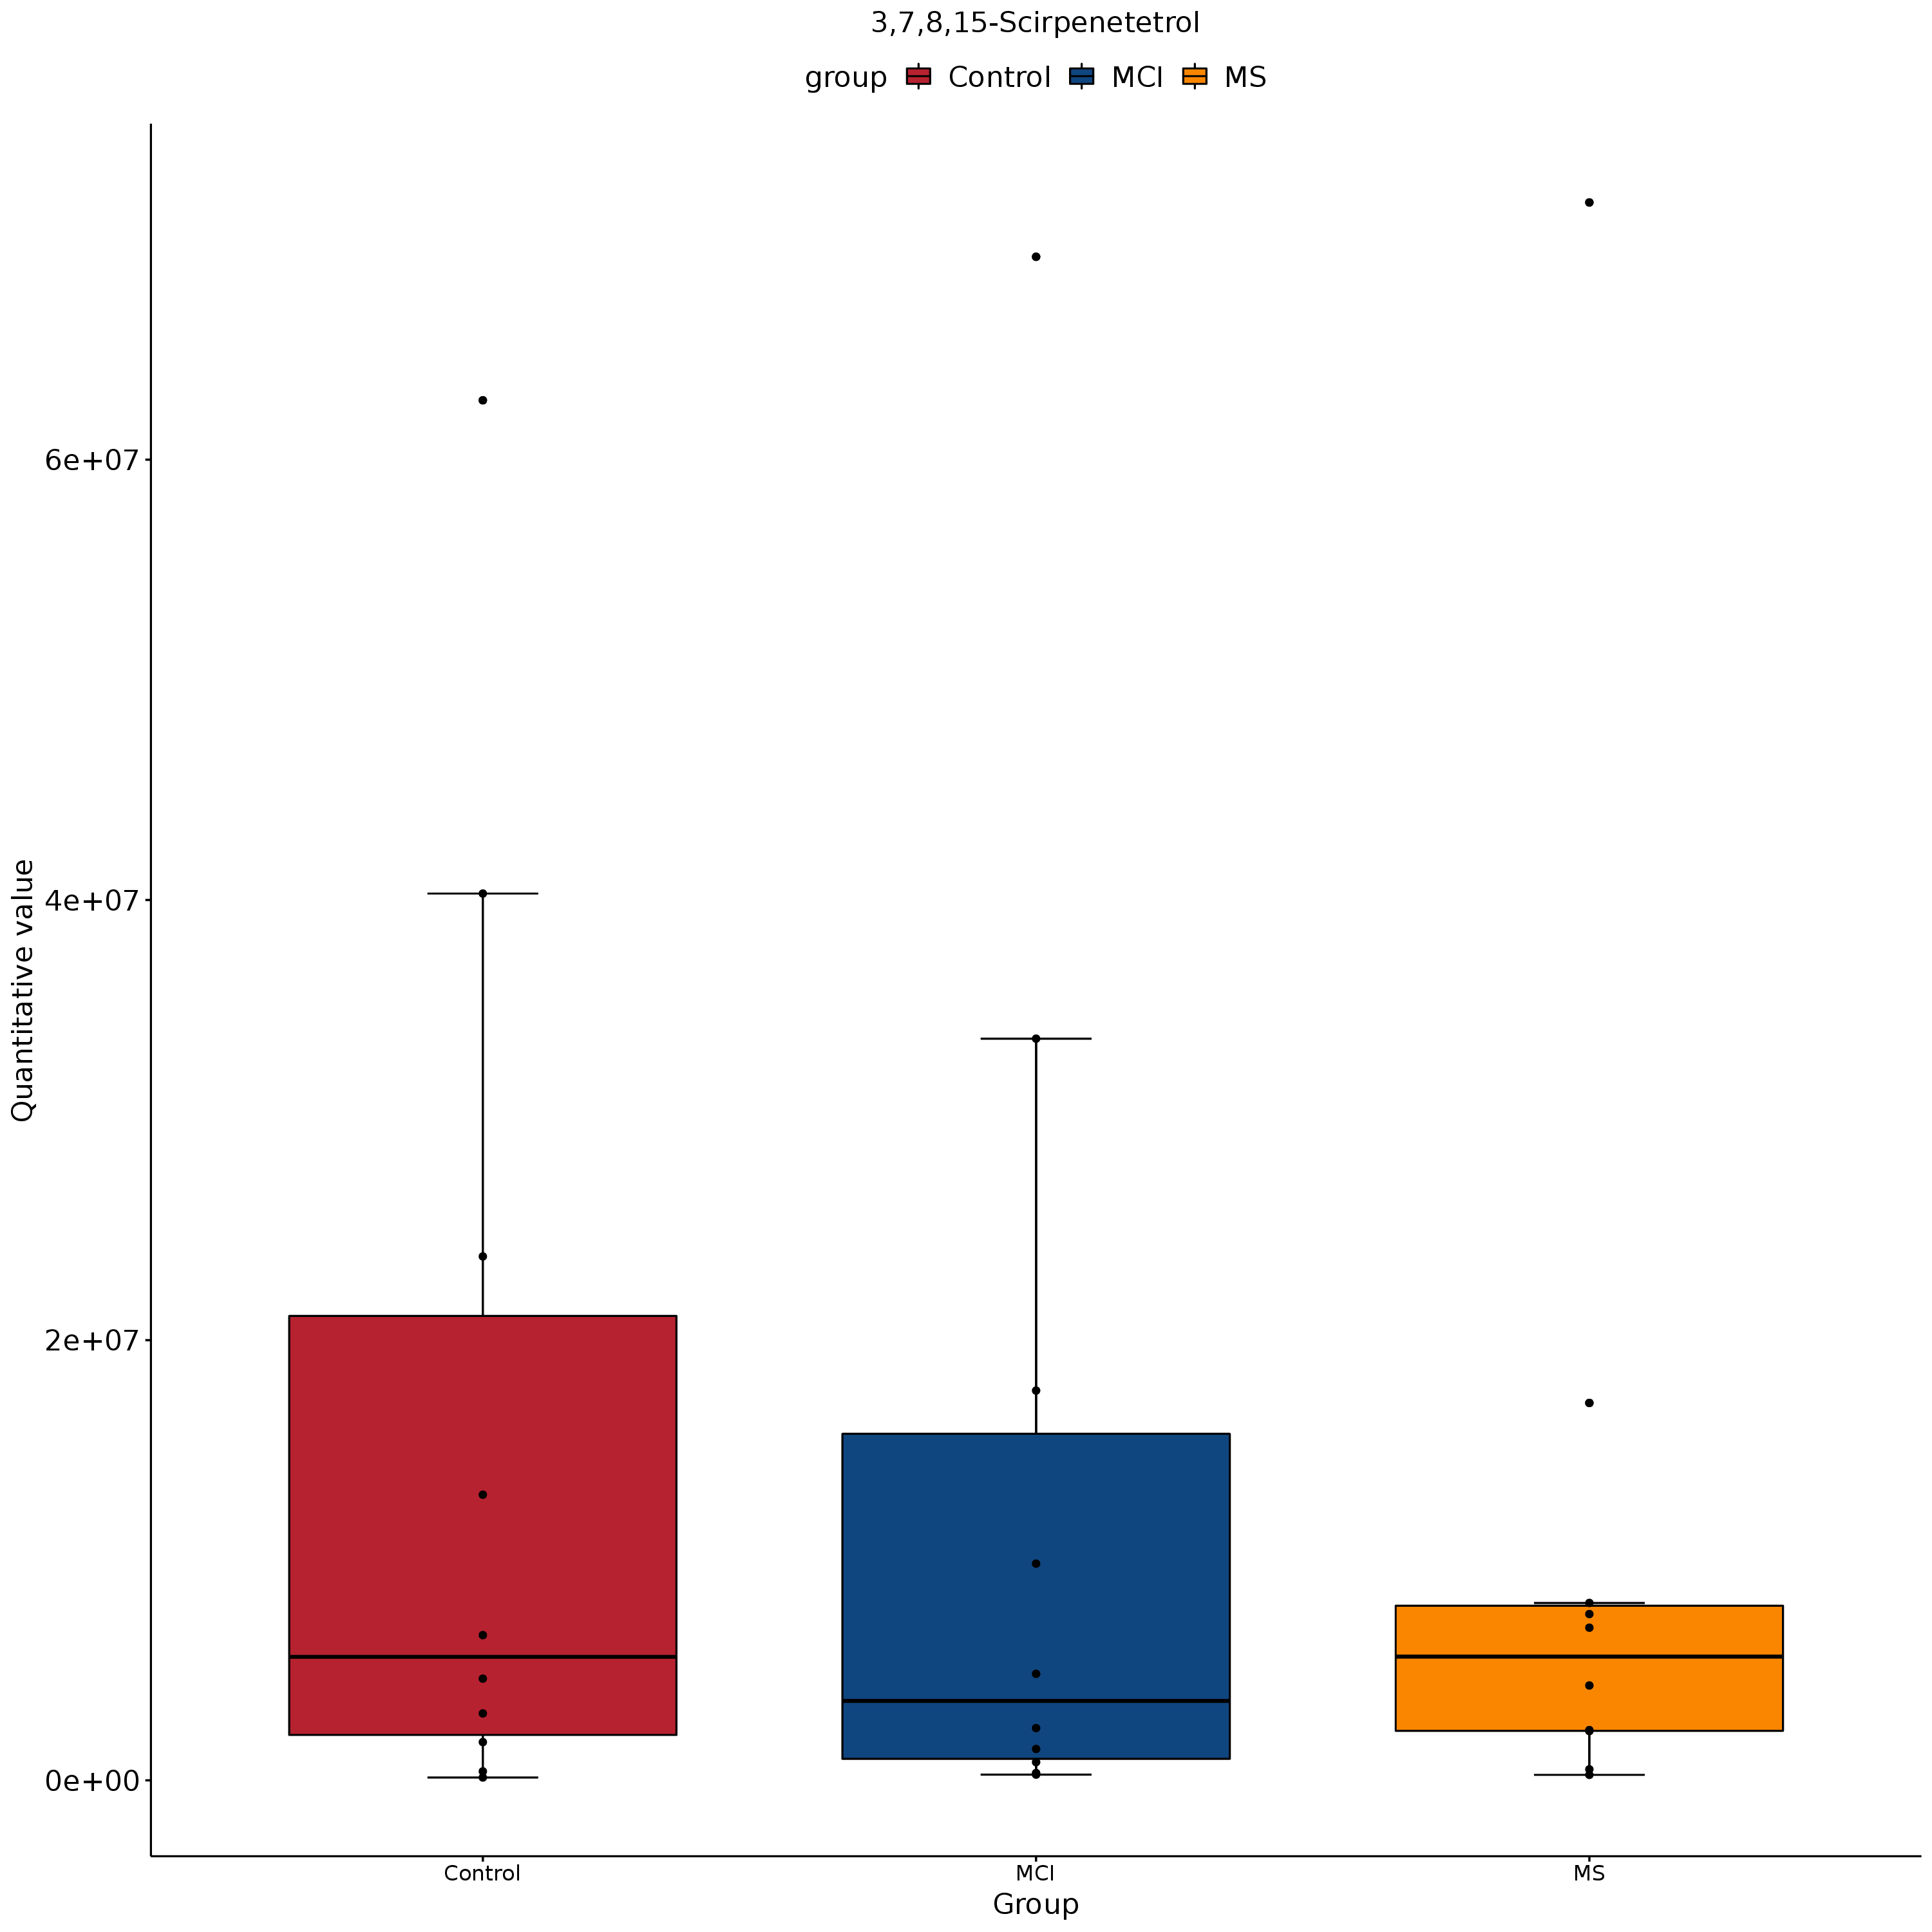 3,7,8,15-Scirpenetetrol
group Control MCI MS
6e+07
4e+07
2e+07
0e+00
Quantitative value
Control MCI MS
Group